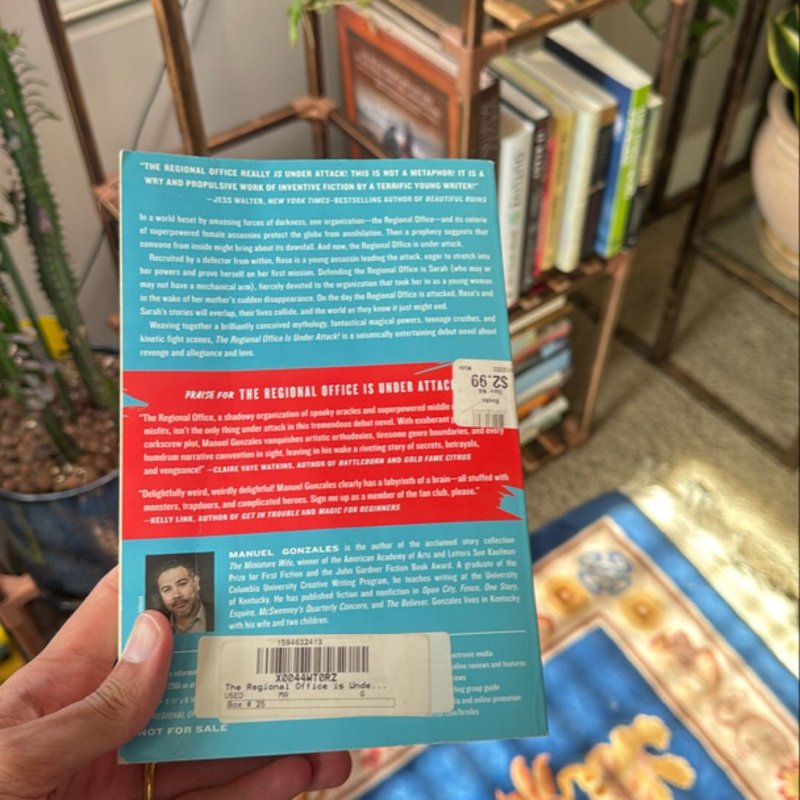 "THE REGIONAL OFFICE REALLY IS UNDER ATTACK! THIS IS NOT A METAPHOR! IT IS A
WRY AND PROPULSIVE WORK OF INVENTIVE FICTION BY A TERRIFIC YOUNG WRITER!"
—JESS WALTER, NEW YORK TIMES-BESTSELLING AUTHOR OF BEAUTIFUL RUINS
In a world beset by amassing forces of darkness, one organization—the Regional Office—and its coterie
of superpowered female assassins protect the globe from annihilation. Then a prophecy suggests that
someone from inside might bring about its downfall. And now, the Regional Office is under attack.
Recruited by a defector from within, Rose is a young assassin leading the attack, eager to stretch into
her powers and prove herself on her first mission. Defending the Regional Office is Sarah (who may or
may not have a mechanical arm), fiercely devoted to the organization that took her in as a young woman
in the wake of her mother's sudden disappearance. On the day the Regional Office is attacked, Rose's and
Sarah's stories will overlap, their lives collide, and the world as they know it just might end.
Weaving together a brilliantly conceived mythology, fantastical magical powers, teenage crushes, and
kinetic fight scenes, The Regional Office Is Under Attack! is a seismically entertaining debut novel about
revenge and allegiance and love.
PRAISE FOR THE REGIONAL OFFICE IS UNDER ATTACK
$2.99
"The Regional Office, a shadowy organization of spooky oracles and superpowered middle
misfits, isn't the only thing under attack in this tremendous debut novel. With exuberant
corkscrew plot, Manuel Gonzales vanquishes artistic orthodoxies, tiresome genre boundaries, and every
humdrum narrative convention in sight, leaving in his wake a riveting story of secrets, betrayals,
and vengeance!" —CLAIRE VAYE WATKINS, AUTHOR OF BATTLEBORN AND GOLD FAME CITRUS
"Delightfully weird, weirdly delightful! Manuel Gonzales clearly has a labyrinth of a brain—all stuffed with
monsters, trapdoors, and complicated heroes. Sign me up as a member of the fan club, please."
—KELLY LINK, AUTHOR OF GET IN TROUBLE AND MAGIC FOR BEGINNERS
MANUEL GONZALES is the author of the acclaimed story collection
The Miniature Wife, winner of the American Academy of Arts and Letters Sue Kaufman
Prize for First Fiction and the John Gardner Fiction Book Award. A graduate of the
Columbia University Creative Writing Program, he teaches writing at the University
of Kentucky. He has published fiction and nonfiction in Open City, Fence, One Story,
Esquire, McSweeney's Quarterly Concern, and The Believer. Gonzales lives in Kentucky
with his wife and two children.
1594632413
X0044WT0RZ
The Regional Office Is Unde...
USED MA G
Box # 25
electronic media
online reviews and features
group guide
and online promotion
NOT FOR SALE